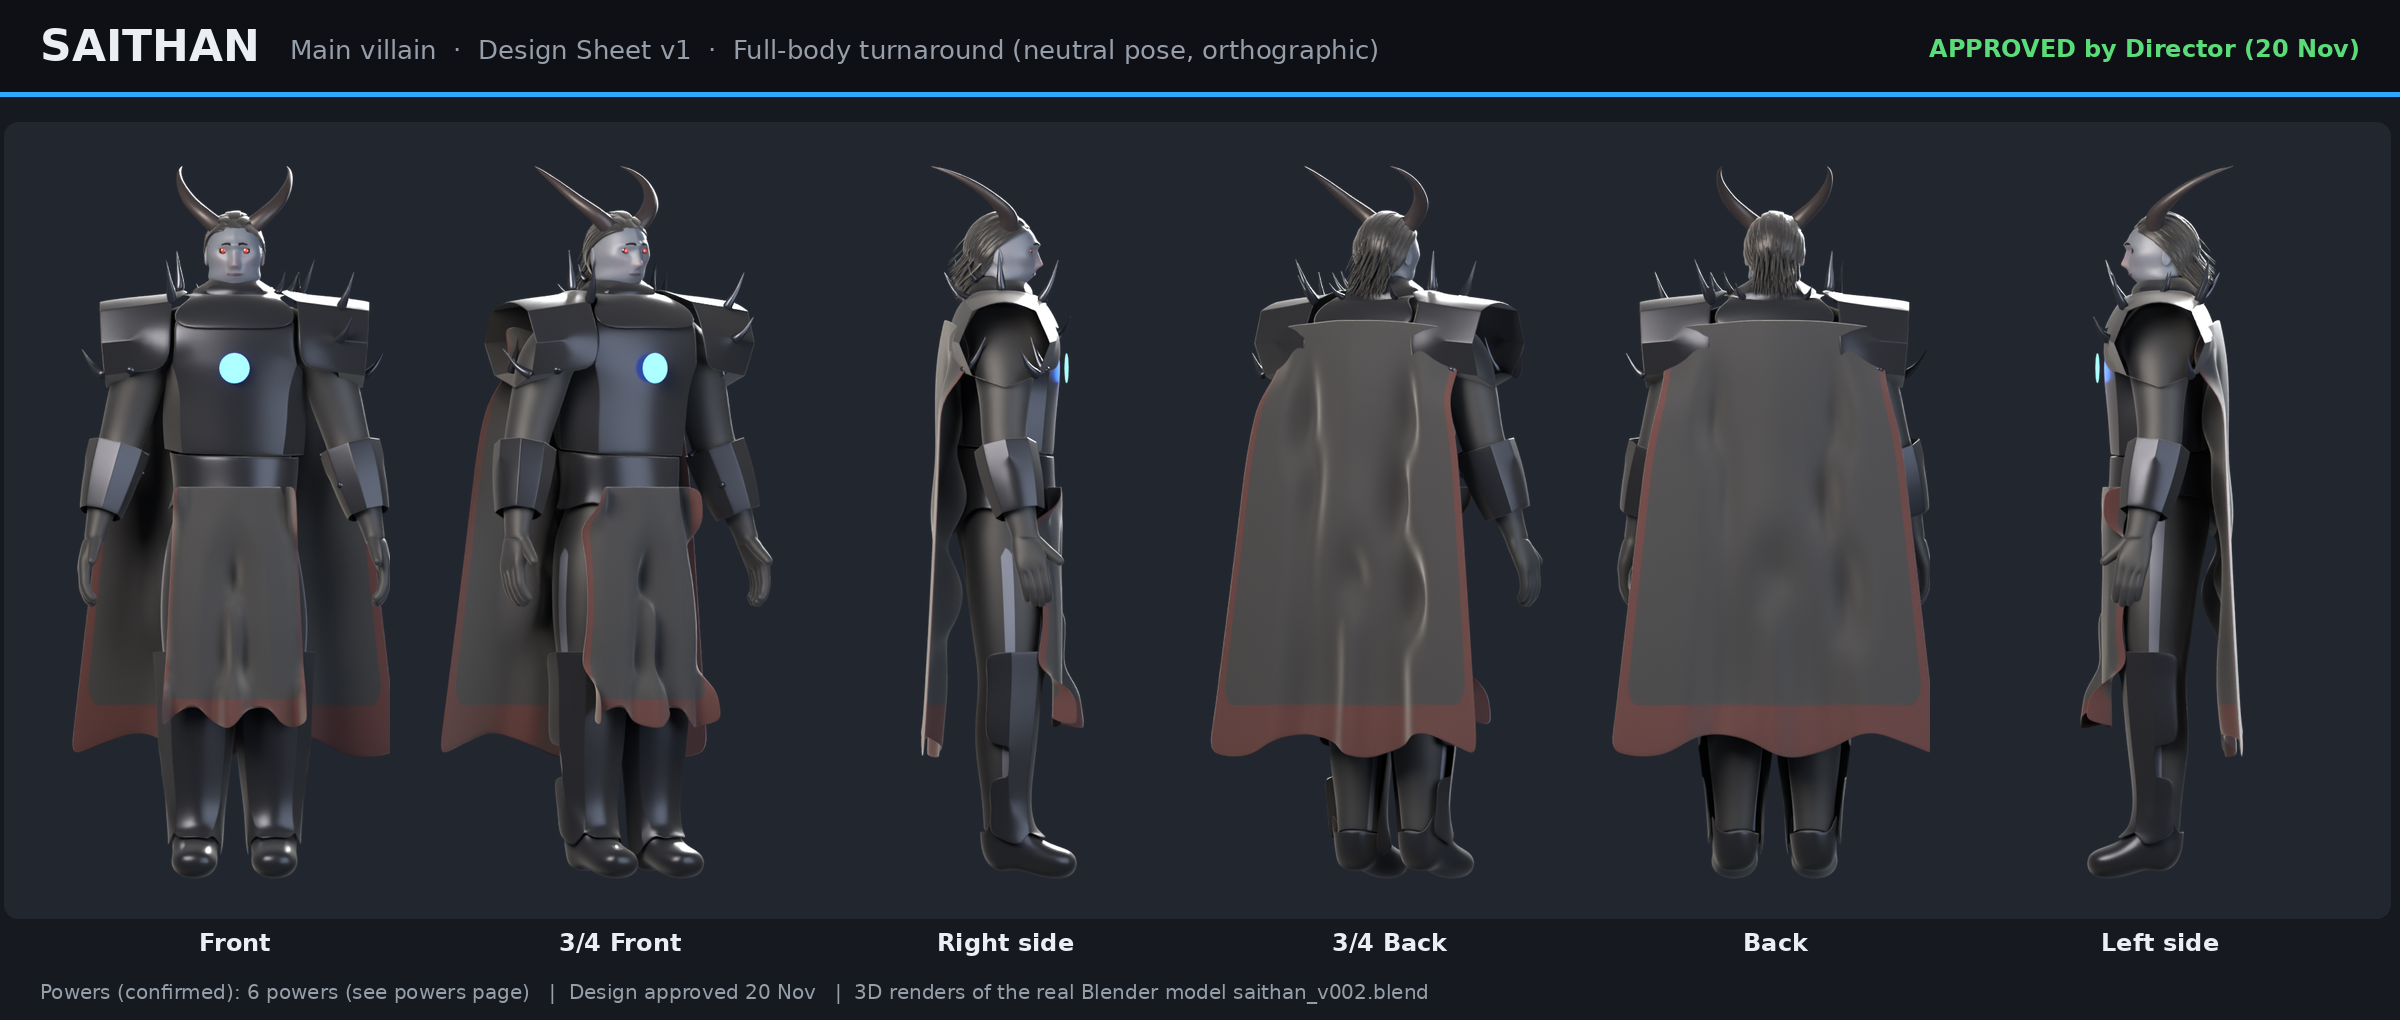 SAITHAN Main villain · Design Sheet v1 · Full-body turnaround (neutral pose, orthographic) APPROVED by Director (20 Nov)
Front 3/4 Front Right side 3/4 Back Back Left side
Powers (confirmed): 6 powers (see powers page) | Design approved 20 Nov | 3D renders of the real Blender model saithan_v002.blend